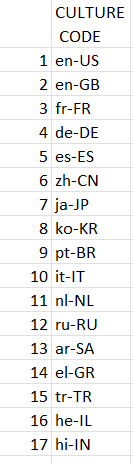 CULTURE
CODE
1 en-US
2 en-GB
3 fr-FR
4 de-DE
5 es-ES
6 zh-CN
7 ja-JP
8 ko-KR
9 pt-BR
10 it-IT
11 nl-NL
12 ru-RU
13 ar-SA
14 el-GR
15 tr-TR
16 he-IL
17 hi-IN